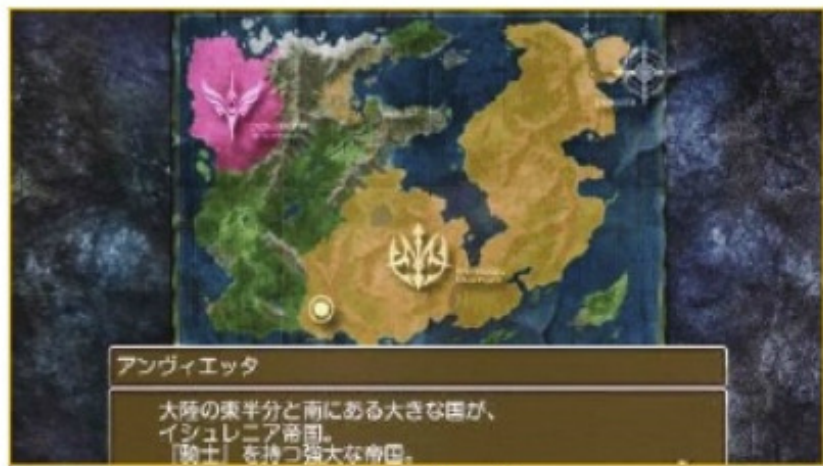 アンヴィエッタ
大陸の東半分と南にある大きな国が、
イシュレニア帝国。
『騎士』を持つ強大な帝国。